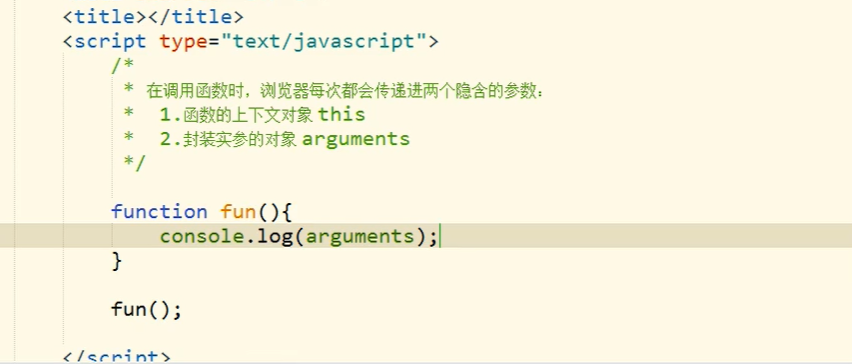 <title></title>
<script type="text/javascript">
/*
* 在调用函数时，浏览器每次都会传递进两个隐含的参数：
* 1.函数的上下文对象 this
* 2.封装实参的对象 arguments
*/
function fun(){
console.log(arguments);
}
fun();
</script>